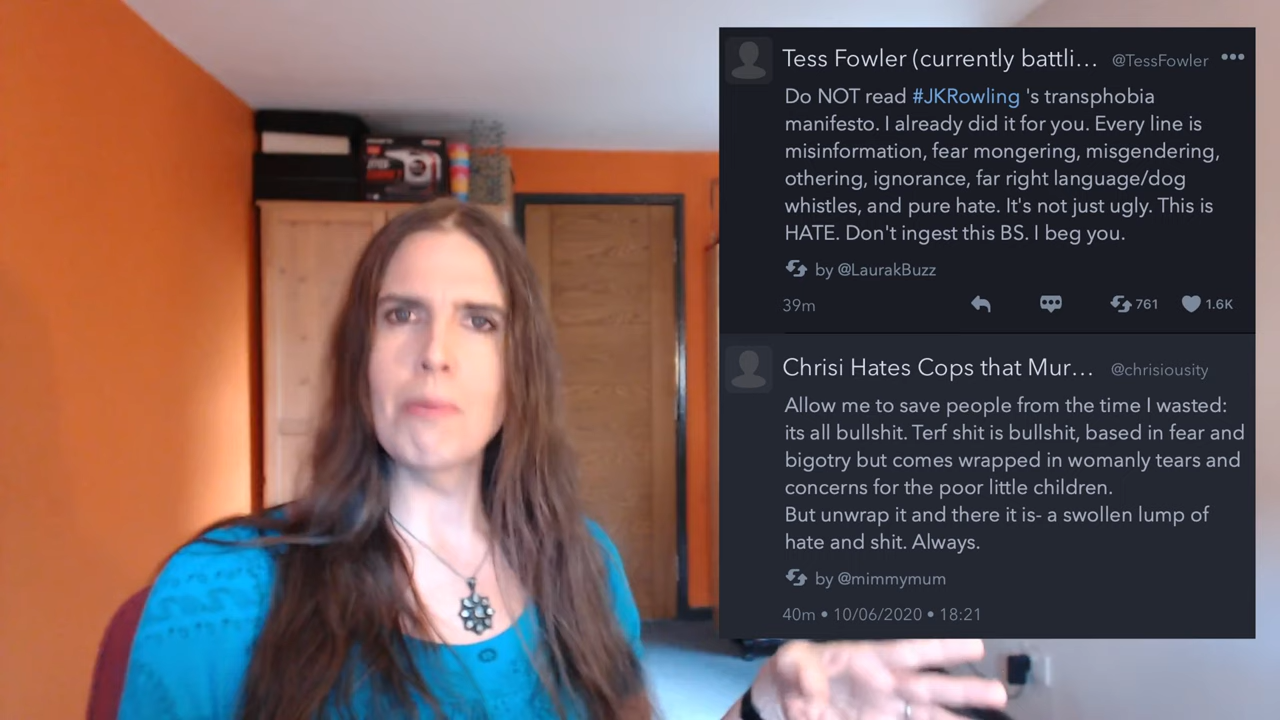 Tess Fowler (currently battli... @TessFowler
Do NOT read #JKRowling 's transphobia
manifesto. I already did it for you. Every line is
misinformation, fear mongering, misgendering,
othering, ignorance, far right language/dog
whistles, and pure hate. It's not just ugly. This is
HATE. Don't ingest this BS. I beg you.
by @LaurakBuzz
39m 761 1.6K
Chrisi Hates Cops that Mur... @chrisiousity
Allow me to save people from the time I wasted:
its all bullshit. Terf shit is bullshit, based in fear and
bigotry but comes wrapped in womanly tears and
concerns for the poor little children.
But unwrap it and there it is- a swollen lump of
hate and shit. Always.
by @mimmymum
40m • 10/06/2020 • 18:21